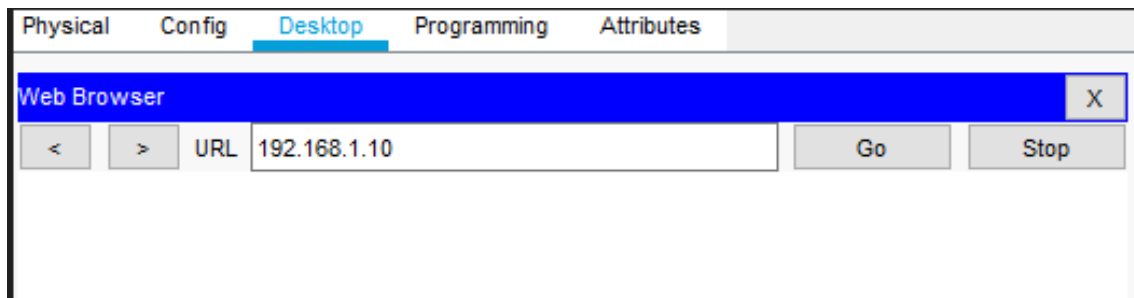 Physical Config Desktop Programming Attributes
Web Browser X
< > URL 192.168.1.10 Go Stop